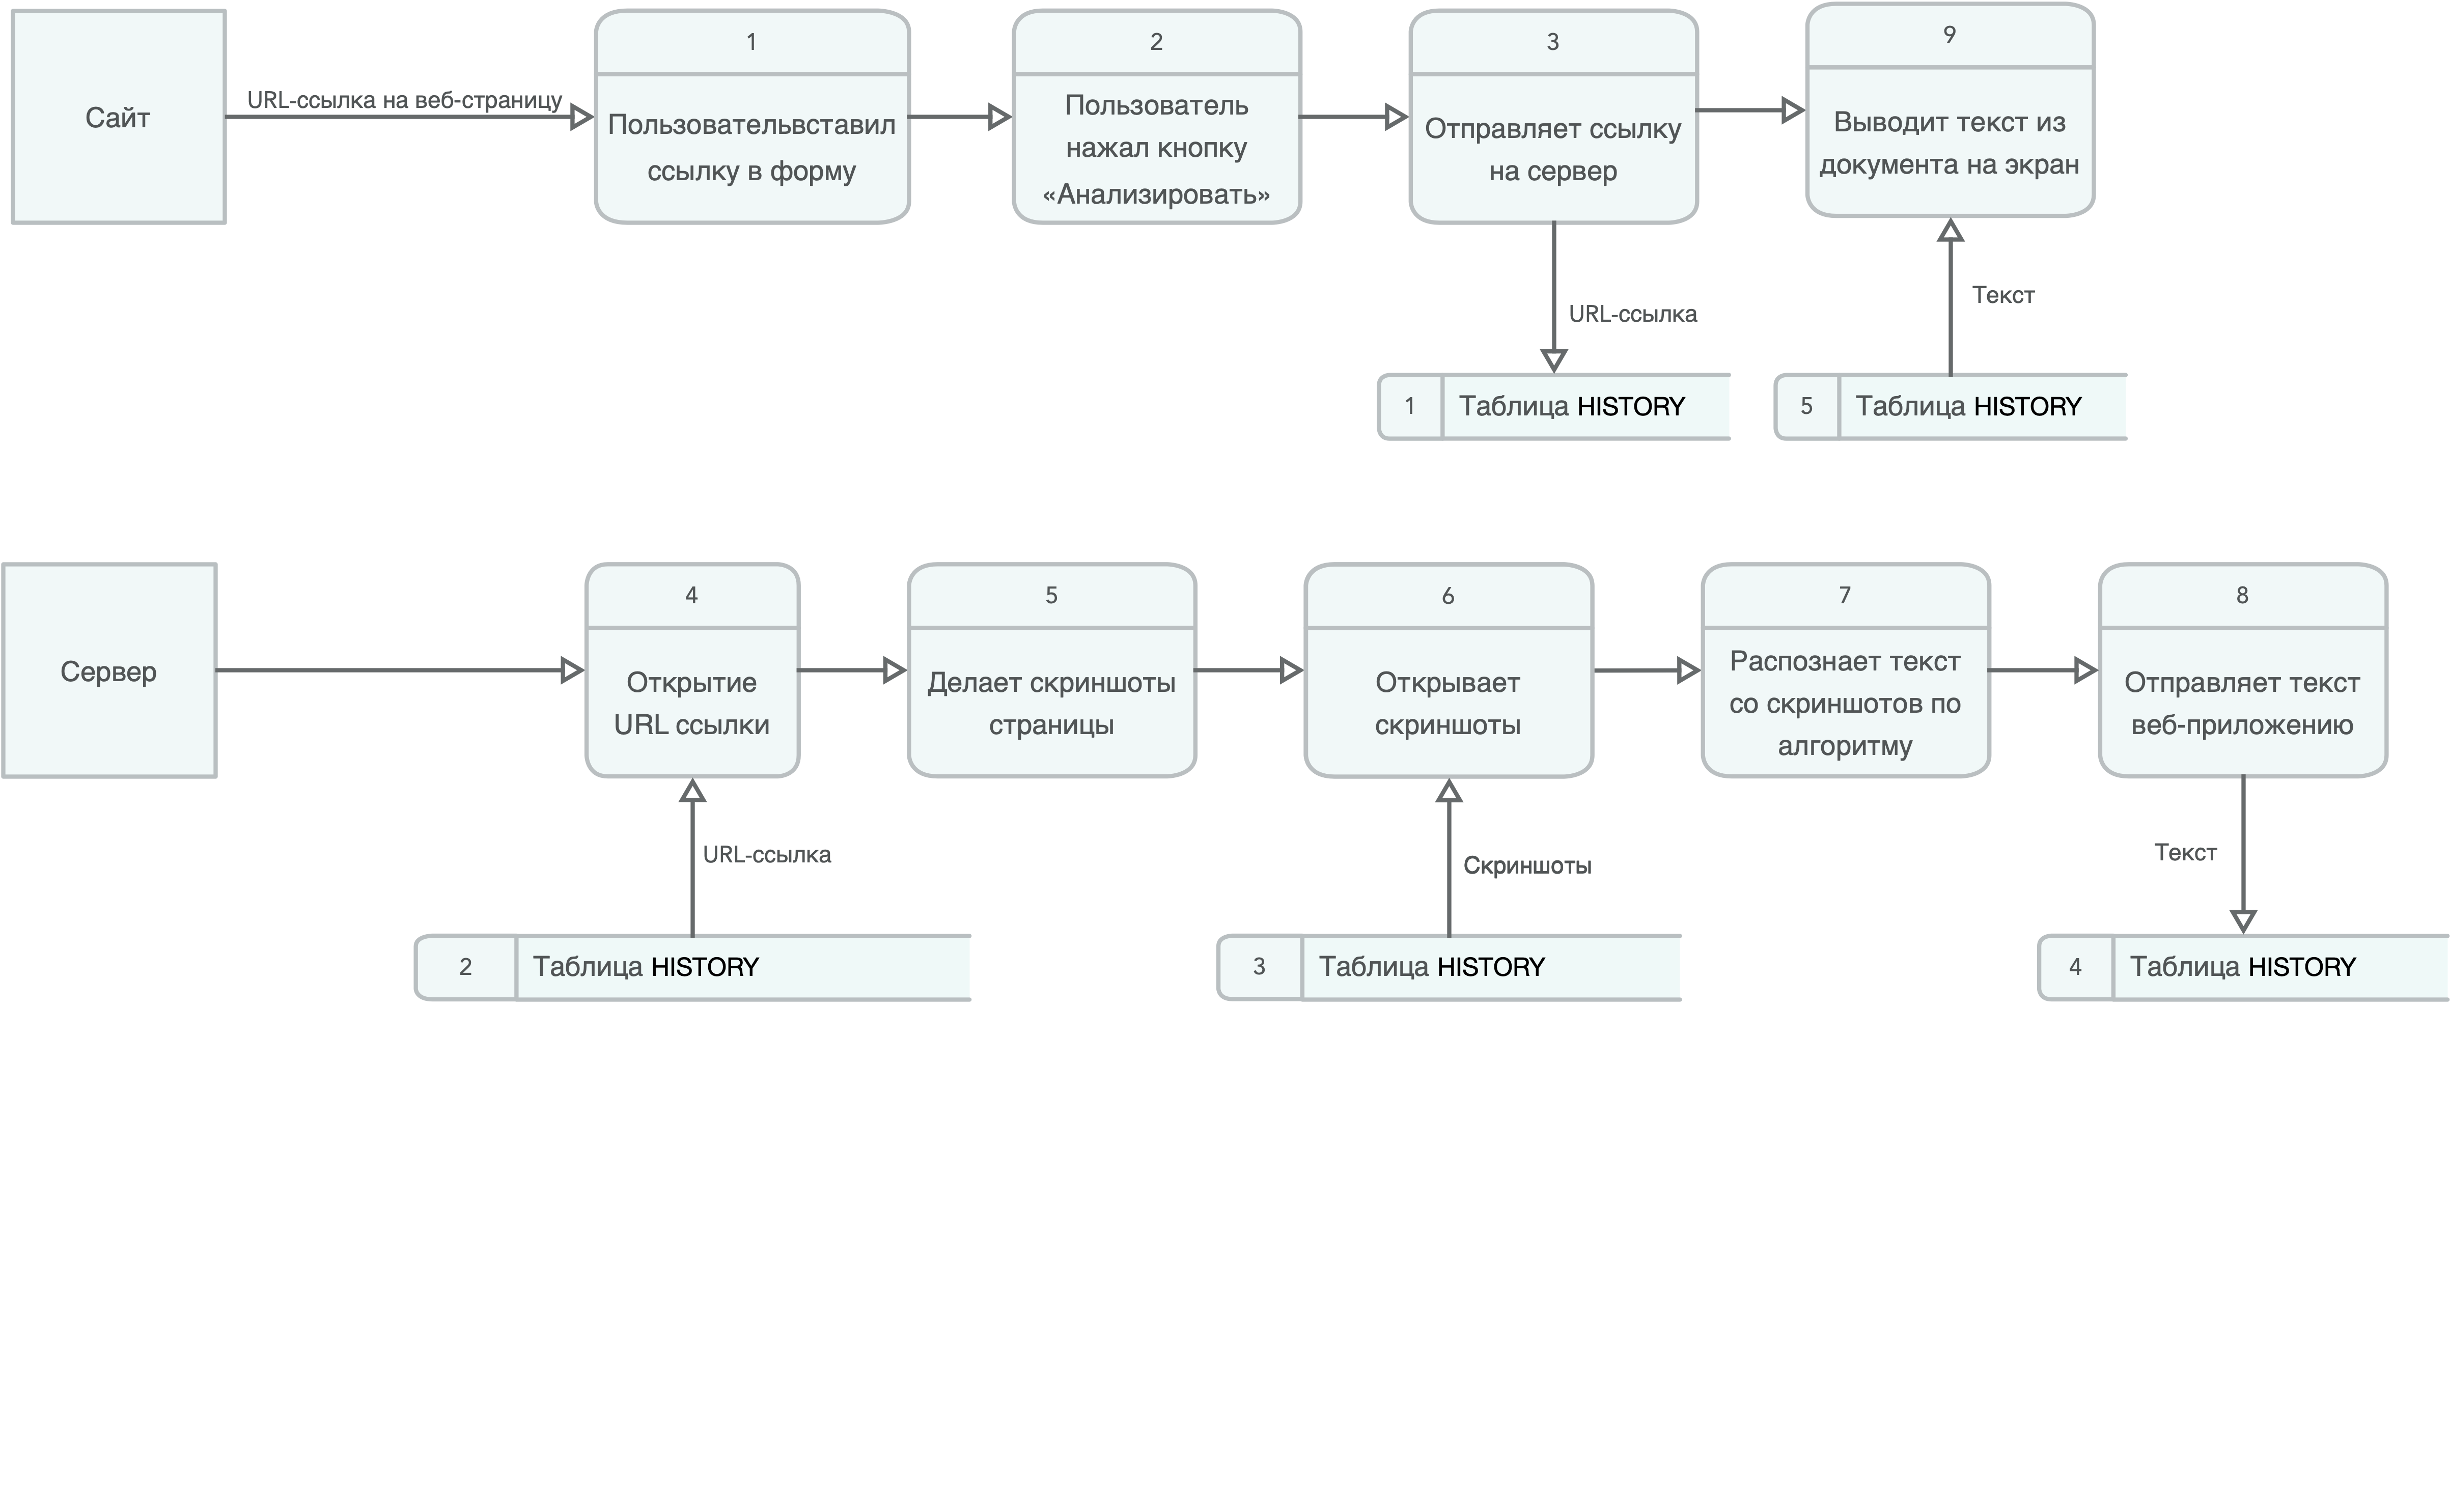 Сайт
URL-ссылка на веб-страницу
1
Пользовательвставил
ссылку в форму
2
Пользователь
нажал кнопку
«Анализировать»
3
Отправляет ссылку
на сервер
9
Выводит текст из
документа на экран
URL-ссылка
Текст
1
Таблица HISTORY
5
Таблица HISTORY
Сервер
4
Открытие
URL ссылки
5
Делает скриншоты
страницы
6
Открывает
скриншоты
7
Распознает текст
со скриншотов по
алгоритму
8
Отправляет текст
веб-приложению
URL-ссылка
Скриншоты
Текст
2
Таблица HISTORY
3
Таблица HISTORY
4
Таблица HISTORY